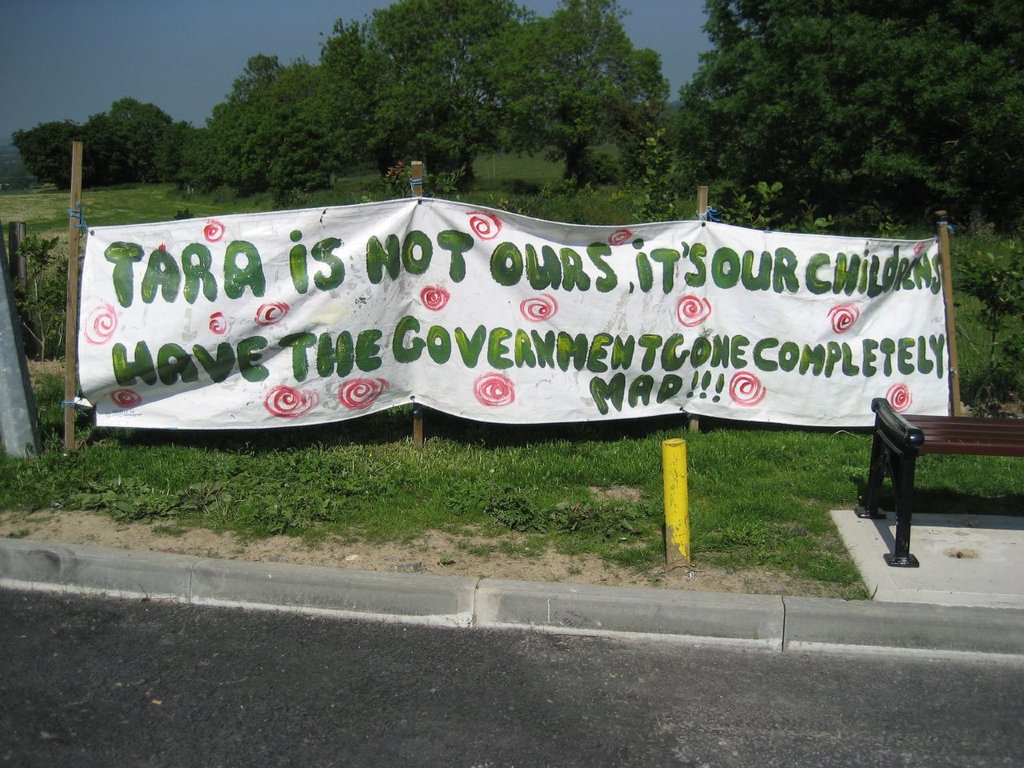 TARA iS NOT OURS, iT'S OUR CHiLDRENS
HAVE THE GOVERNMENT GONE COMPLETELY
MAD!!!